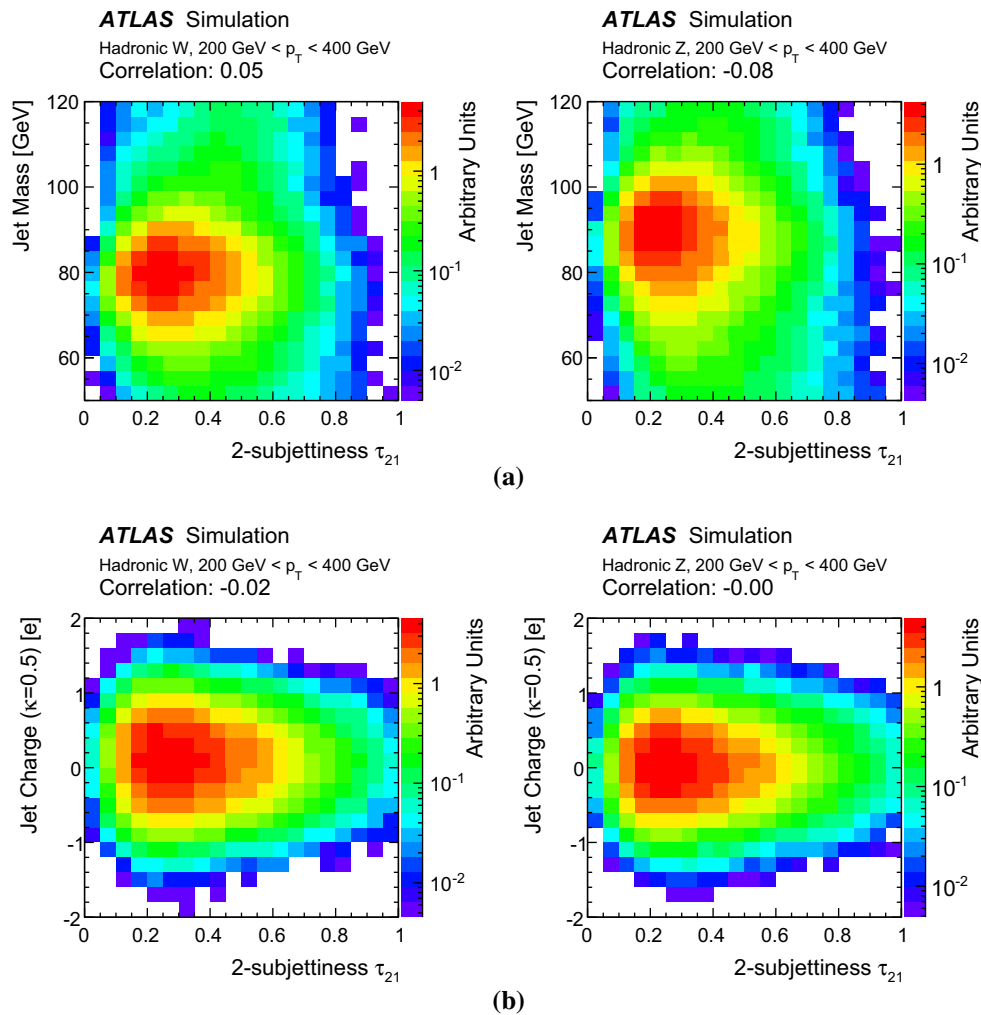 ATLAS Simulation
Hadronic W, 200 GeV < p_T < 400 GeV
Correlation: 0.05
Jet Mass [GeV]
120
100
80
60
0 0.2 0.4 0.6 0.8 1
2-subjettiness τ_21
1
10^-1
10^-2
Arbitrary Units
ATLAS Simulation
Hadronic Z, 200 GeV < p_T < 400 GeV
Correlation: -0.08
Jet Mass [GeV]
120
100
80
60
0 0.2 0.4 0.6 0.8 1
2-subjettiness τ_21
1
10^-1
10^-2
Arbitrary Units
(a)
ATLAS Simulation
Hadronic W, 200 GeV < p_T < 400 GeV
Correlation: -0.02
Jet Charge (κ=0.5) [e]
2
1
0
-1
-2
0 0.2 0.4 0.6 0.8 1
2-subjettiness τ_21
1
10^-1
10^-2
Arbitrary Units
ATLAS Simulation
Hadronic Z, 200 GeV < p_T < 400 GeV
Correlation: -0.00
Jet Charge (κ=0.5) [e]
2
1
0
-1
-2
0 0.2 0.4 0.6 0.8 1
2-subjettiness τ_21
1
10^-1
10^-2
Arbitrary Units
(b)